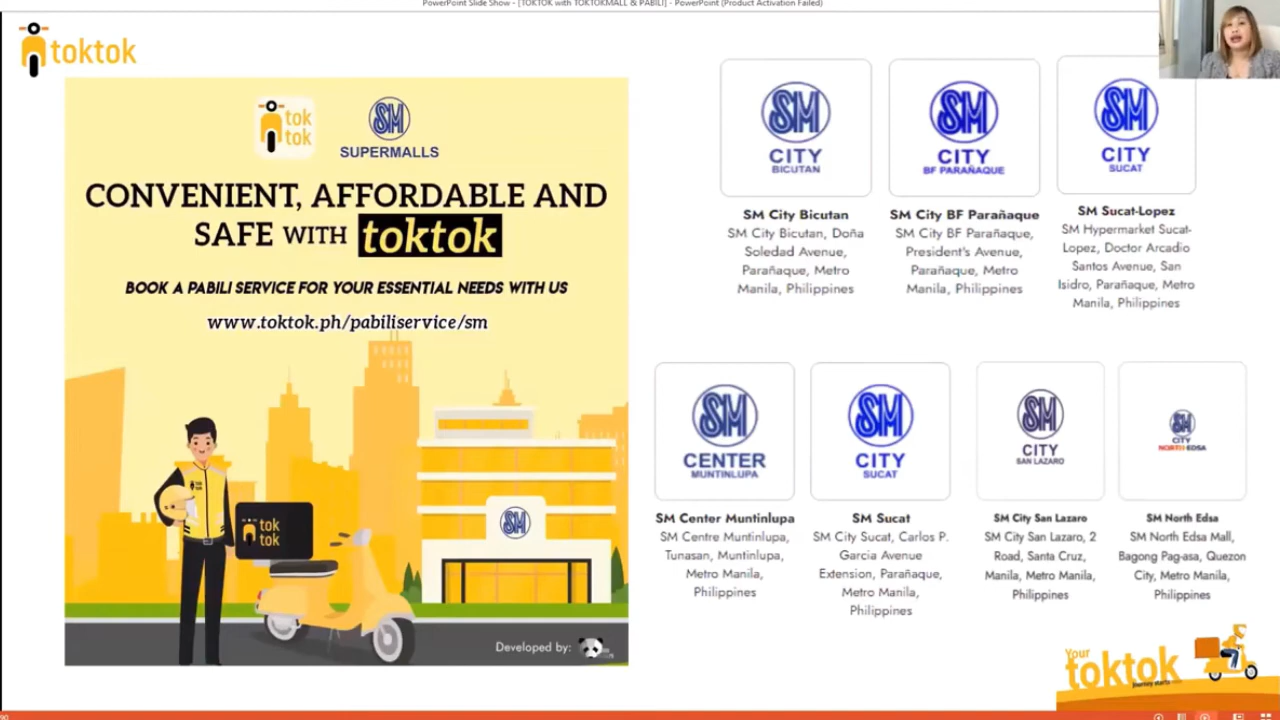 PowerPoint Slide Show - [TOKTOK with TOKTOKMALL & PABILI] - PowerPoint (Product Activation Failed)
toktok
tok
tok
SM
SUPERMALLS
CONVENIENT, AFFORDABLE AND
SAFE WITH toktok
BOOK A PABILI SERVICE FOR YOUR ESSENTIAL NEEDS WITH US
www.toktok.ph/pabiliservice/sm
tok
tok
SM
Developed by:
SM
CITY
BICUTAN
SM City Bicutan
SM City Bicutan, Doña
Soledad Avenue,
Parañaque, Metro
Manila, Philippines
SM
CITY
BF PARAÑAQUE
SM City BF Parañaque
SM City BF Parañaque,
President's Avenue,
Parañaque, Metro
Manila, Philippines
SM
CITY
SUCAT
SM Sucat-Lopez
SM Hypermarket Sucat-
Lopez, Doctor Arcadio
Santos Avenue, San
Isidro, Parañaque, Metro
Manila, Philippines
SM
CENTER
MUNTINLUPA
SM Center Muntinlupa
SM Centre Muntinlupa,
Tunasan, Muntinlupa,
Metro Manila,
Philippines
SM
CITY
SUCAT
SM Sucat
SM City Sucat, Carlos P.
Garcia Avenue
Extension, Parañaque,
Metro Manila,
Philippines
SM
CITY
SAN LAZARO
SM City San Lazaro
SM City San Lazaro, 2
Road, Santa Cruz,
Manila, Metro Manila,
Philippines
SM
CITY
NORTH EDSA
SM North Edsa
SM North Edsa Mall,
Bagong Pag-asa, Quezon
City, Metro Manila,
Philippines
Your
toktok
journey starts